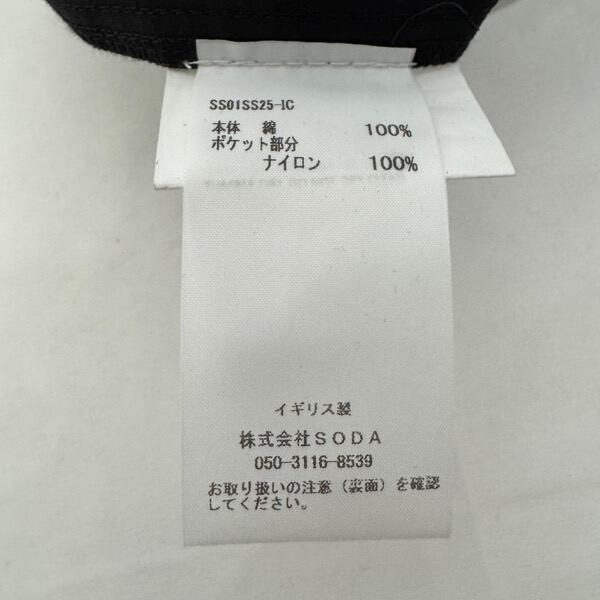 SS01SS25-IC
本体 綿 100%
ポケット部分
ナイロン 100%
イギリス製
株式会社SODA
050-3116-8539
お取り扱いの注意（裏面）を確認
してください。